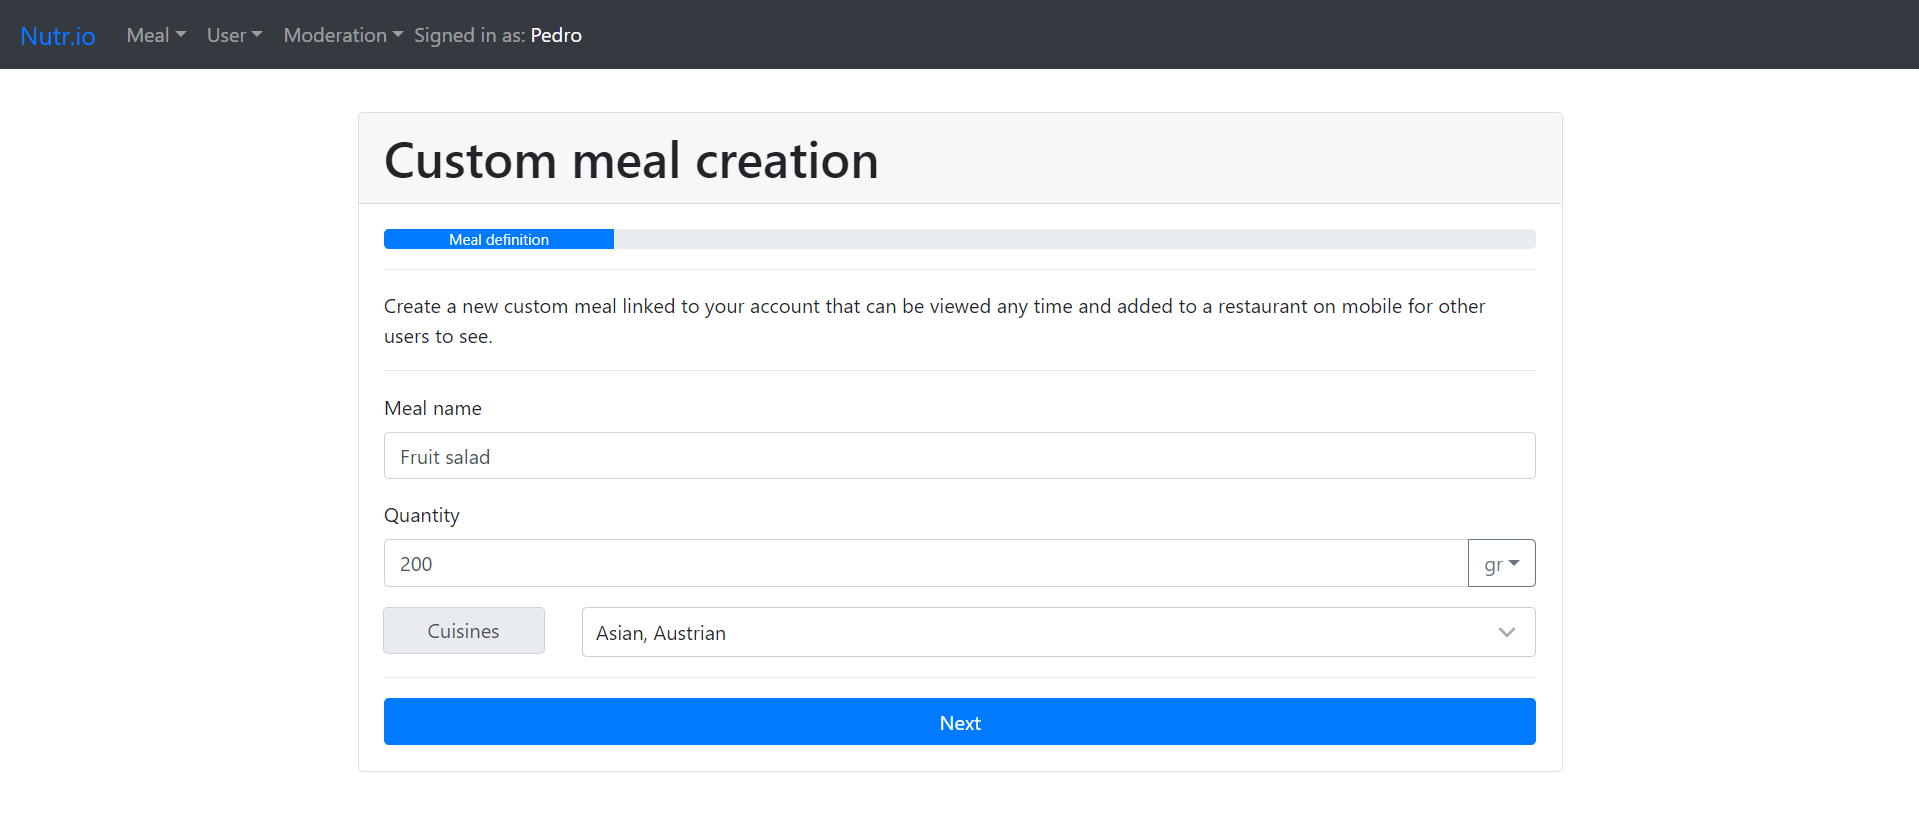 Nutr.io Meal User Moderation Signed in as: Pedro
Custom meal creation
Meal definition
Create a new custom meal linked to your account that can be viewed any time and added to a restaurant on mobile for other
users to see.
Meal name
Fruit salad
Quantity
200 gr
Cuisines Asian, Austrian
Next